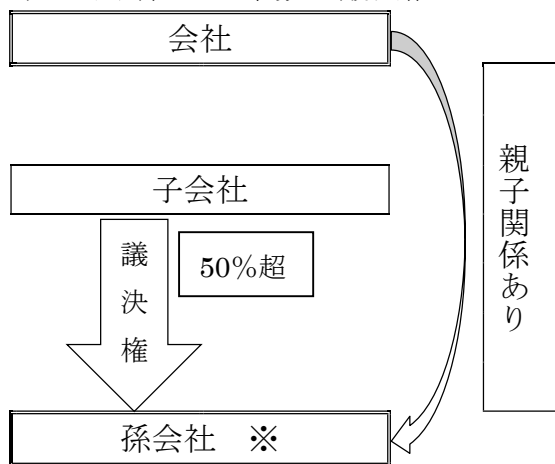 会社
子会社
議決権
50%超
親子関係あり
孫会社 ※